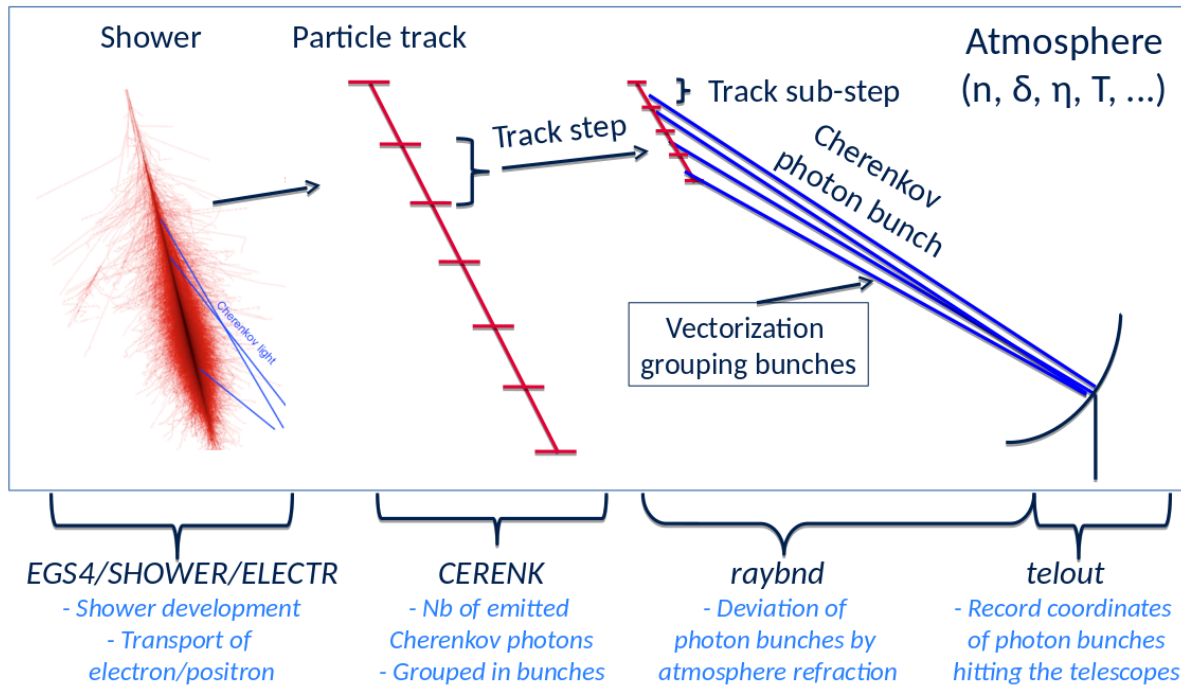 Shower
Particle track
Atmosphere
(n, δ, η, T, ...)
Track sub-step
Track step
Cherenkov
photon bunch
Cherenkov light
Vectorization
grouping bunches
EGS4/SHOWER/ELECTR
- Shower development
- Transport of
electron/positron
CERENK
- Nb of emitted
Cherenkov photons
- Grouped in bunches
raybnd
- Deviation of
photon bunches by
atmosphere refraction
telout
- Record coordinates
of photon bunches
hitting the telescopes